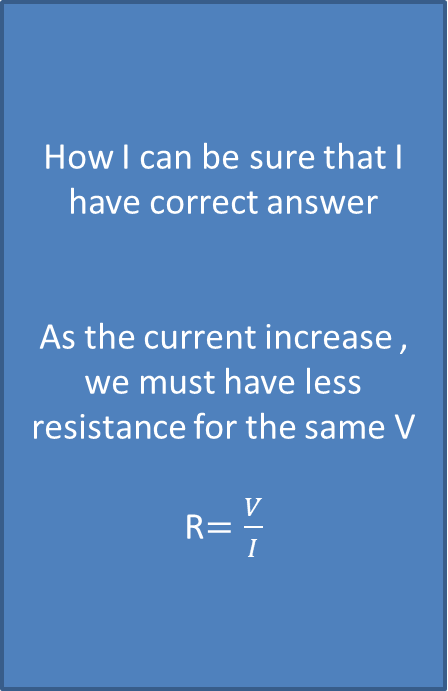 How I can be sure that I
have correct answer
As the current increase ,
we must have less
resistance for the same V
R= V/I